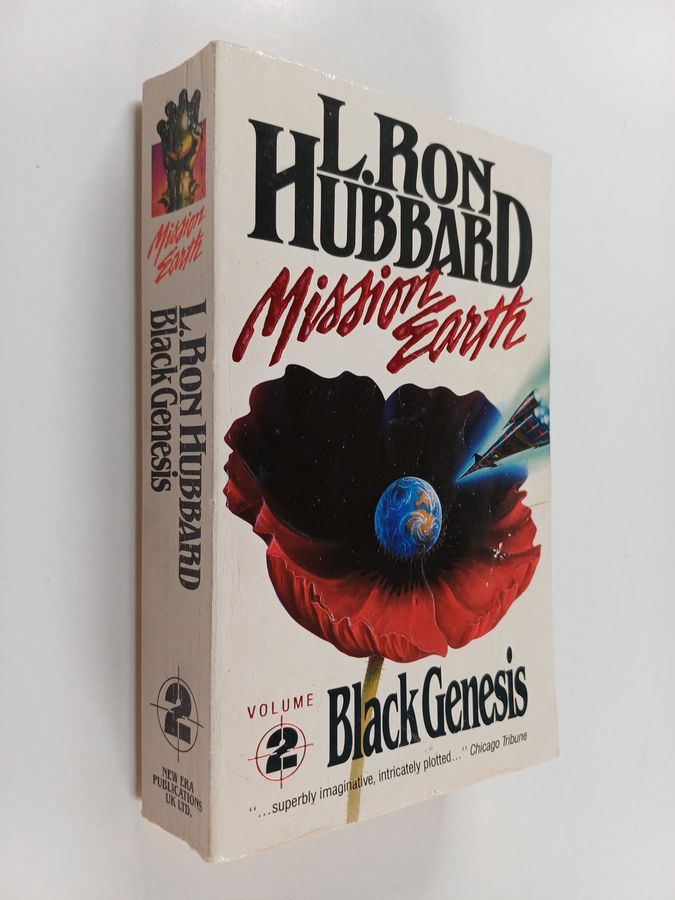 L. RON
HUBBARD
Mission
Earth
VOLUME
2
Black Genesis
"...superbly imaginative, intricately plotted..." Chicago Tribune
Mission
Earth
L. RON HUBBARD
Black Genesis
2
NEW ERA
PUBLICATIONS
UK LTD.